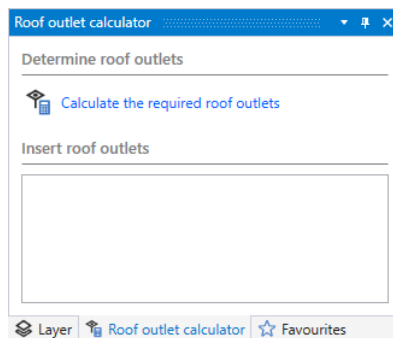 Roof outlet calculator
Determine roof outlets
Calculate the required roof outlets
Insert roof outlets
Layer Roof outlet calculator Favourites